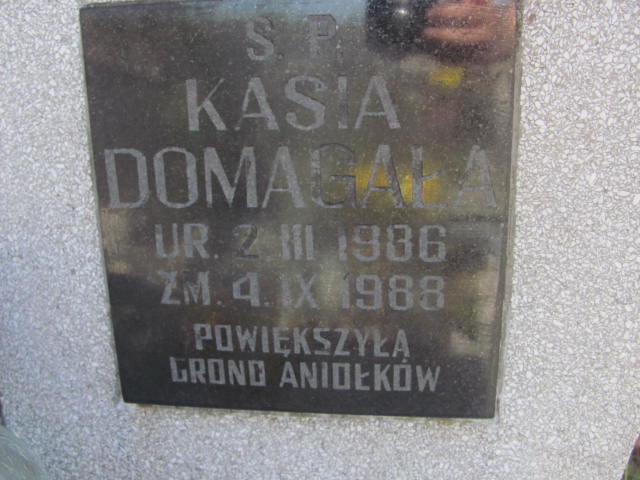 Ś. P.
KASIA
DOMAGAŁA
UR. 2. III 1986
ZM. 4. IX 1988
POWIĘKSZYŁA
GRONO ANIOŁKÓW